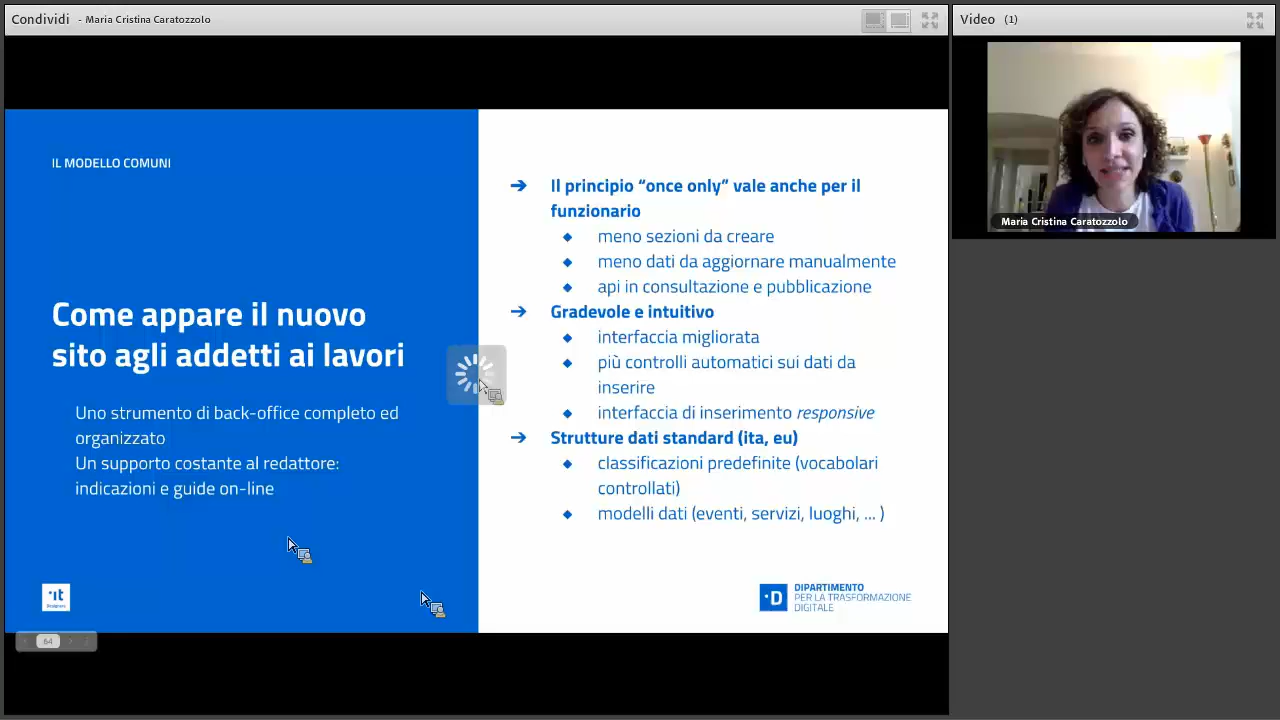 Condividi - Maria Cristina Caratozzolo
Video (1)
Maria Cristina Caratozzolo
IL MODELLO COMUNI
Come appare il nuovo
sito agli addetti ai lavori
Uno strumento di back-office completo ed
organizzato
Un supporto costante al redattore:
indicazioni e guide on-line
➔ Il principio “once only” vale anche per il
funzionario
◆ meno sezioni da creare
◆ meno dati da aggiornare manualmente
◆ api in consultazione e pubblicazione
➔ Gradevole e intuitivo
◆ interfaccia migliorata
◆ più controlli automatici sui dati da
inserire
◆ interfaccia di inserimento responsive
➔ Strutture dati standard (ita, eu)
◆ classificazioni predefinite (vocabolari
controllati)
◆ modelli dati (eventi, servizi, luoghi, ... )
·it
Designers
·D
DIPARTIMENTO
PER LA TRASFORMAZIONE
DIGITALE
64